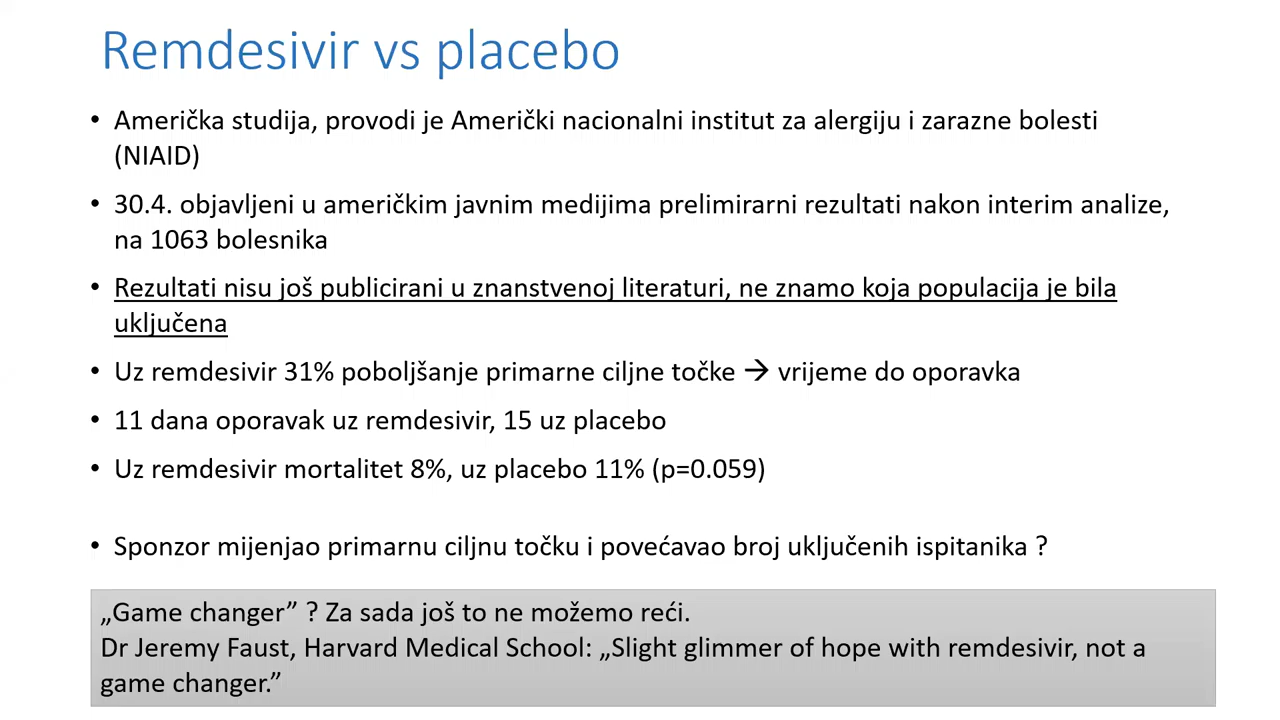 Remdesivir vs placebo
• Američka studija, provodi je Američki nacionalni institut za alergiju i zarazne bolesti
(NIAID)
• 30.4. objavljeni u američkim javnim medijima prelimirarni rezultati nakon interim analize,
na 1063 bolesnika
• Rezultati nisu još publicirani u znanstvenoj literaturi, ne znamo koja populacija je bila
uključena
• Uz remdesivir 31% poboljšanje primarne ciljne točke → vrijeme do oporavka
• 11 dana oporavak uz remdesivir, 15 uz placebo
• Uz remdesivir mortalitet 8%, uz placebo 11% (p=0.059)
• Sponzor mijenjao primarnu ciljnu točku i povećavao broj uključenih ispitanika ?
„Game changer” ? Za sada još to ne možemo reći.
Dr Jeremy Faust, Harvard Medical School: „Slight glimmer of hope with remdesivir, not a
game changer.”